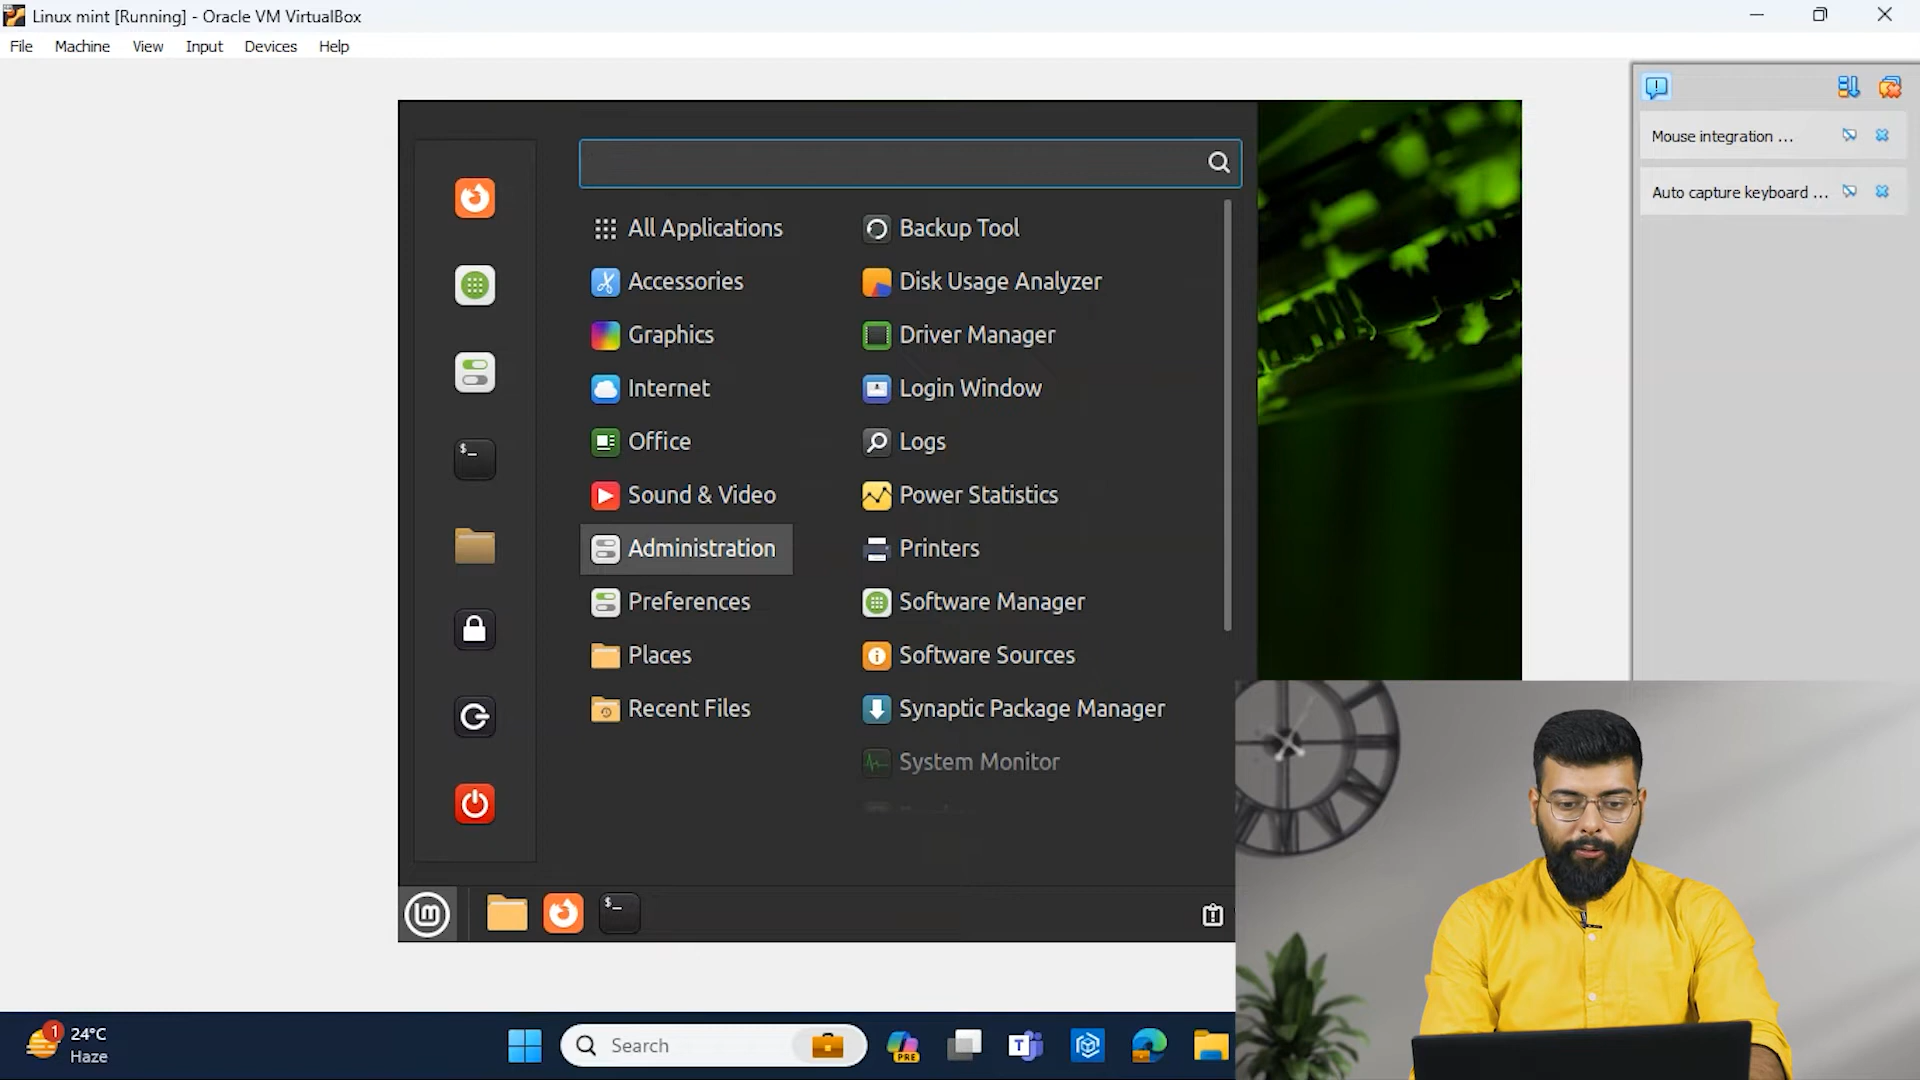 Linux mint [Running] - Oracle VM VirtualBox
File Machine View Input Devices Help
Mouse integration ...
Auto capture keyboard ...
All Applications
Accessories
Graphics
Internet
Office
Sound & Video
Administration
Preferences
Places
Recent Files
Backup Tool
Disk Usage Analyzer
Driver Manager
Login Window
Logs
Power Statistics
Printers
Software Manager
Software Sources
Synaptic Package Manager
System Monitor
$_
$_
1
24°C
Haze
Search
PRE
T